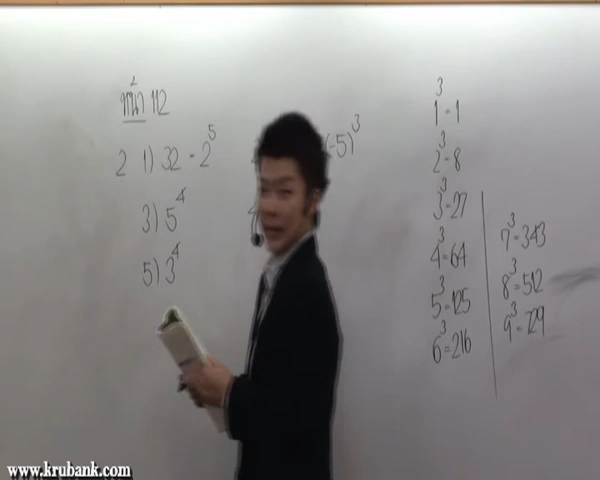 หน้า 112
2 1) 32 = 2⁵
(-5)³
3) 5⁴
5) 3⁴
1³ = 1
2³ = 8
3³ = 27
4³ = 64
5³ = 125
6³ = 216
7³ = 343
8³ = 512
9³ = 729
www.krubank.com